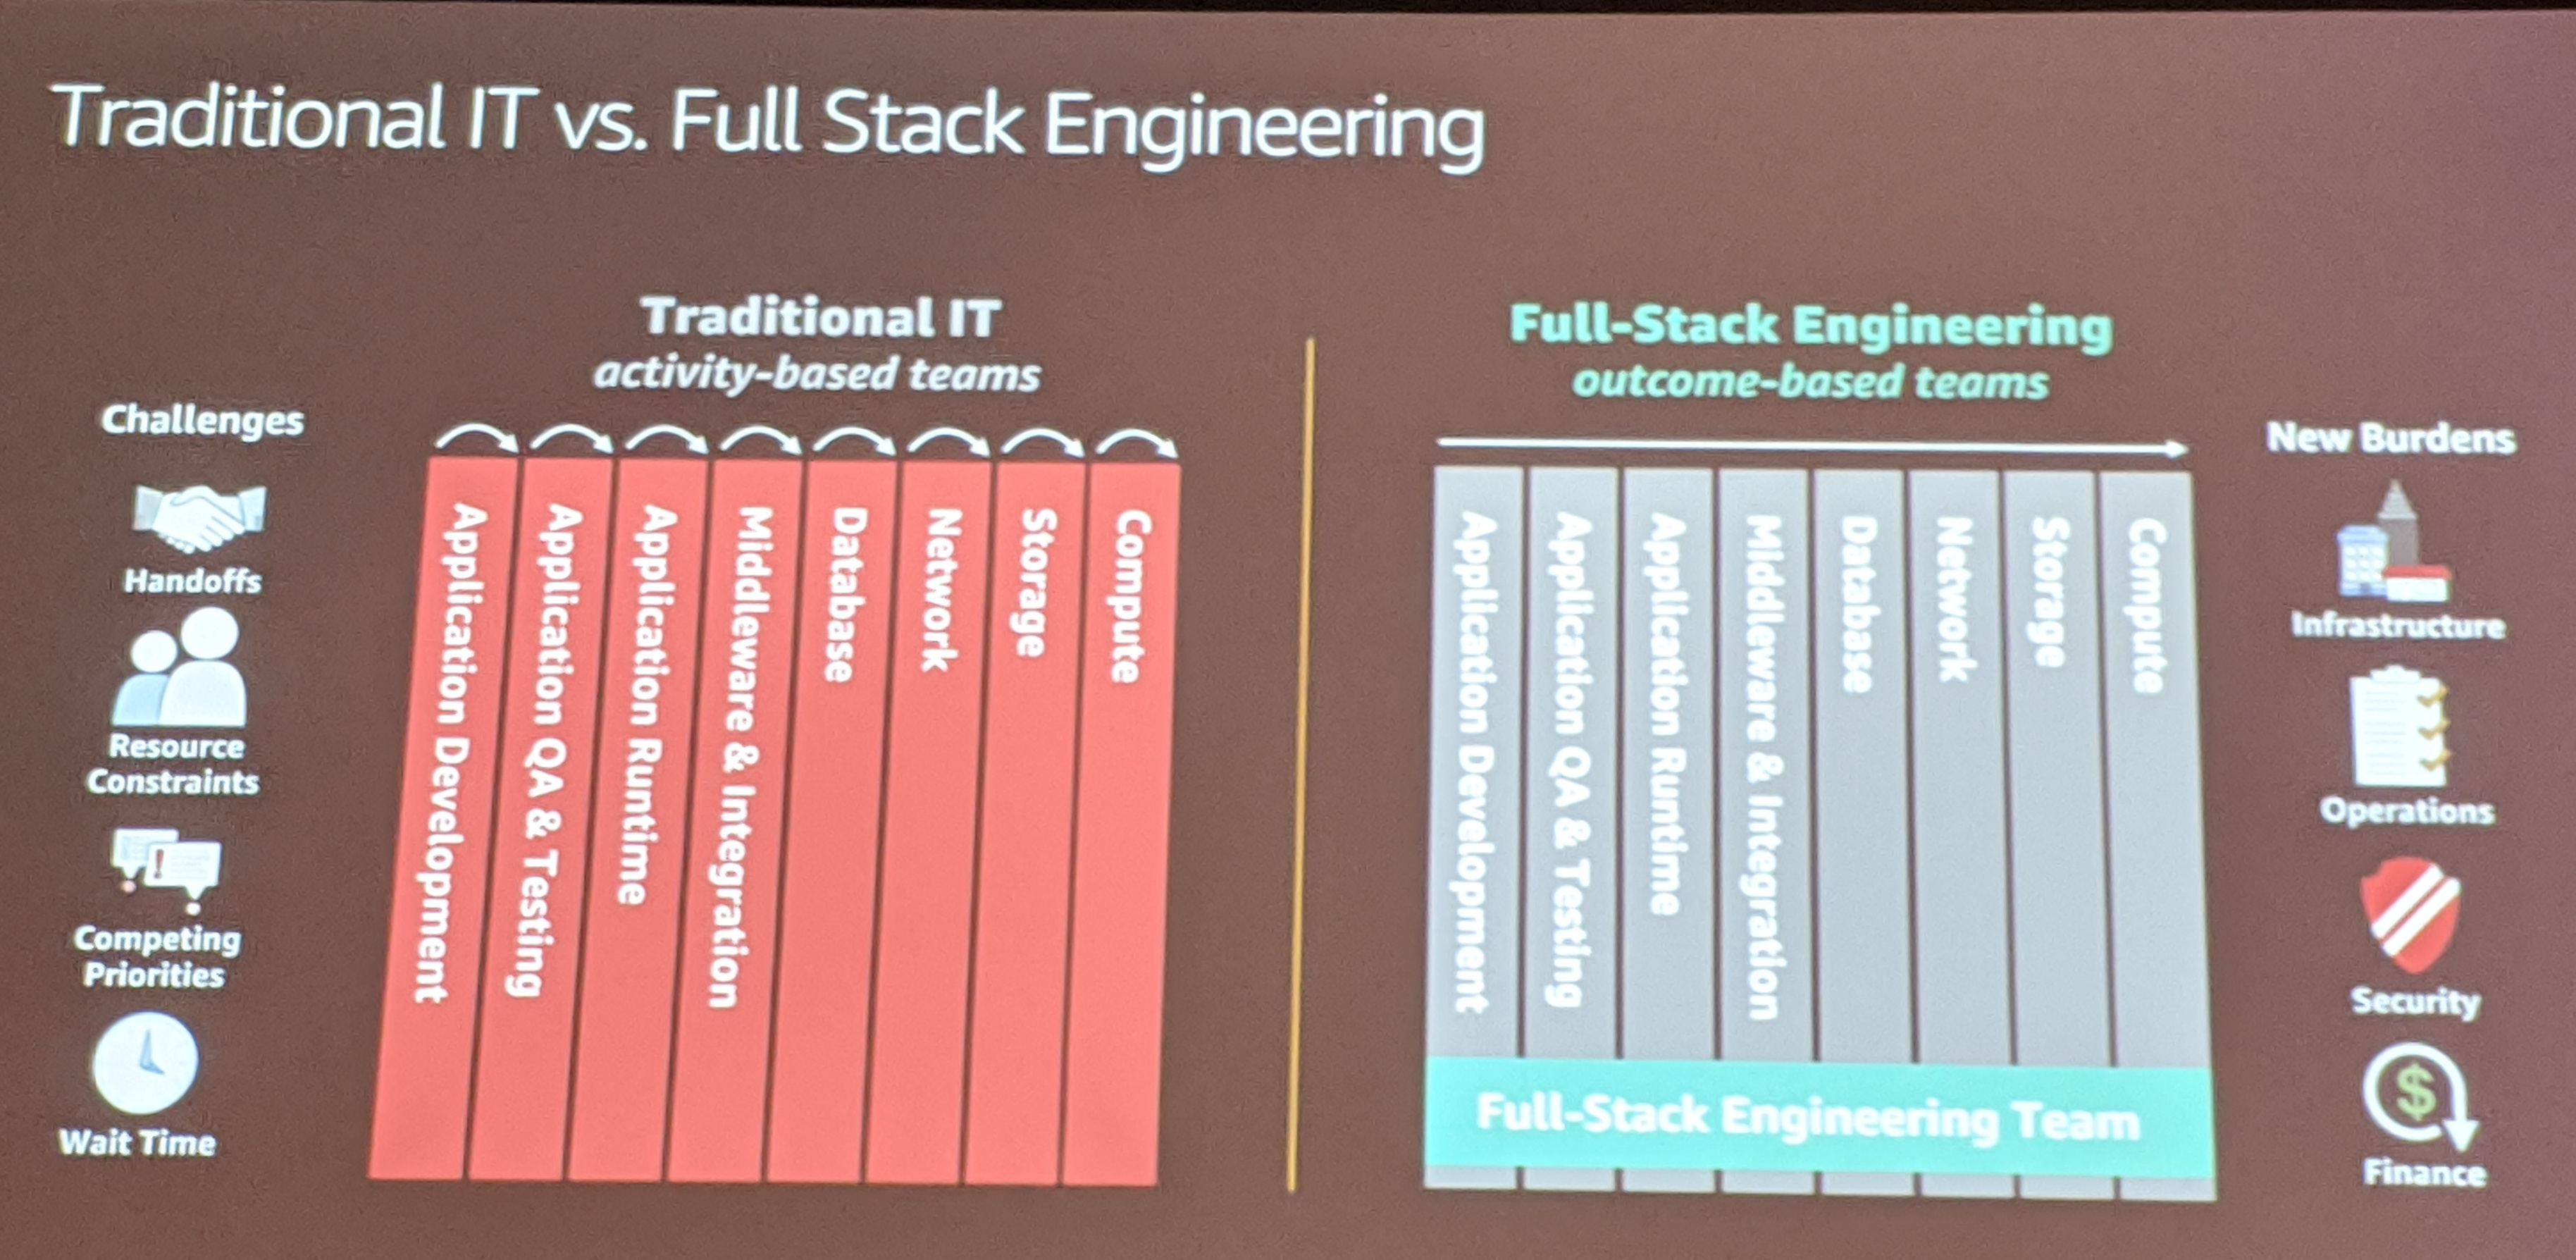 Traditional IT vs. Full Stack Engineering
Traditional IT
activity-based teams
Challenges
Handoffs
Resource
Constraints
Competing
Priorities
Wait Time
Application Development
Application QA & Testing
Application Runtime
Middleware & Integration
Database
Network
Storage
Compute
Full-Stack Engineering
outcome-based teams
Application Development
Application QA & Testing
Application Runtime
Middleware & Integration
Database
Network
Storage
Compute
Full-Stack Engineering Team
New Burdens
Infrastructure
Operations
Security
$
Finance